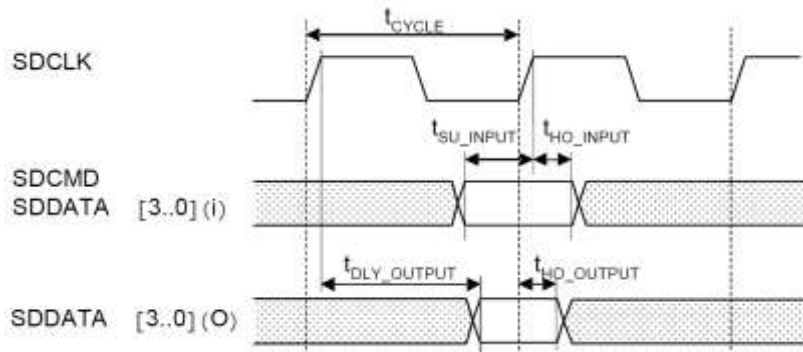 tCYCLE
SDCLK
tSU_INPUT tHO_INPUT
SDCMD
SDDATA [3..0] (i)
tDLY_OUTPUT tHO_OUTPUT
SDDATA [3..0] (O)